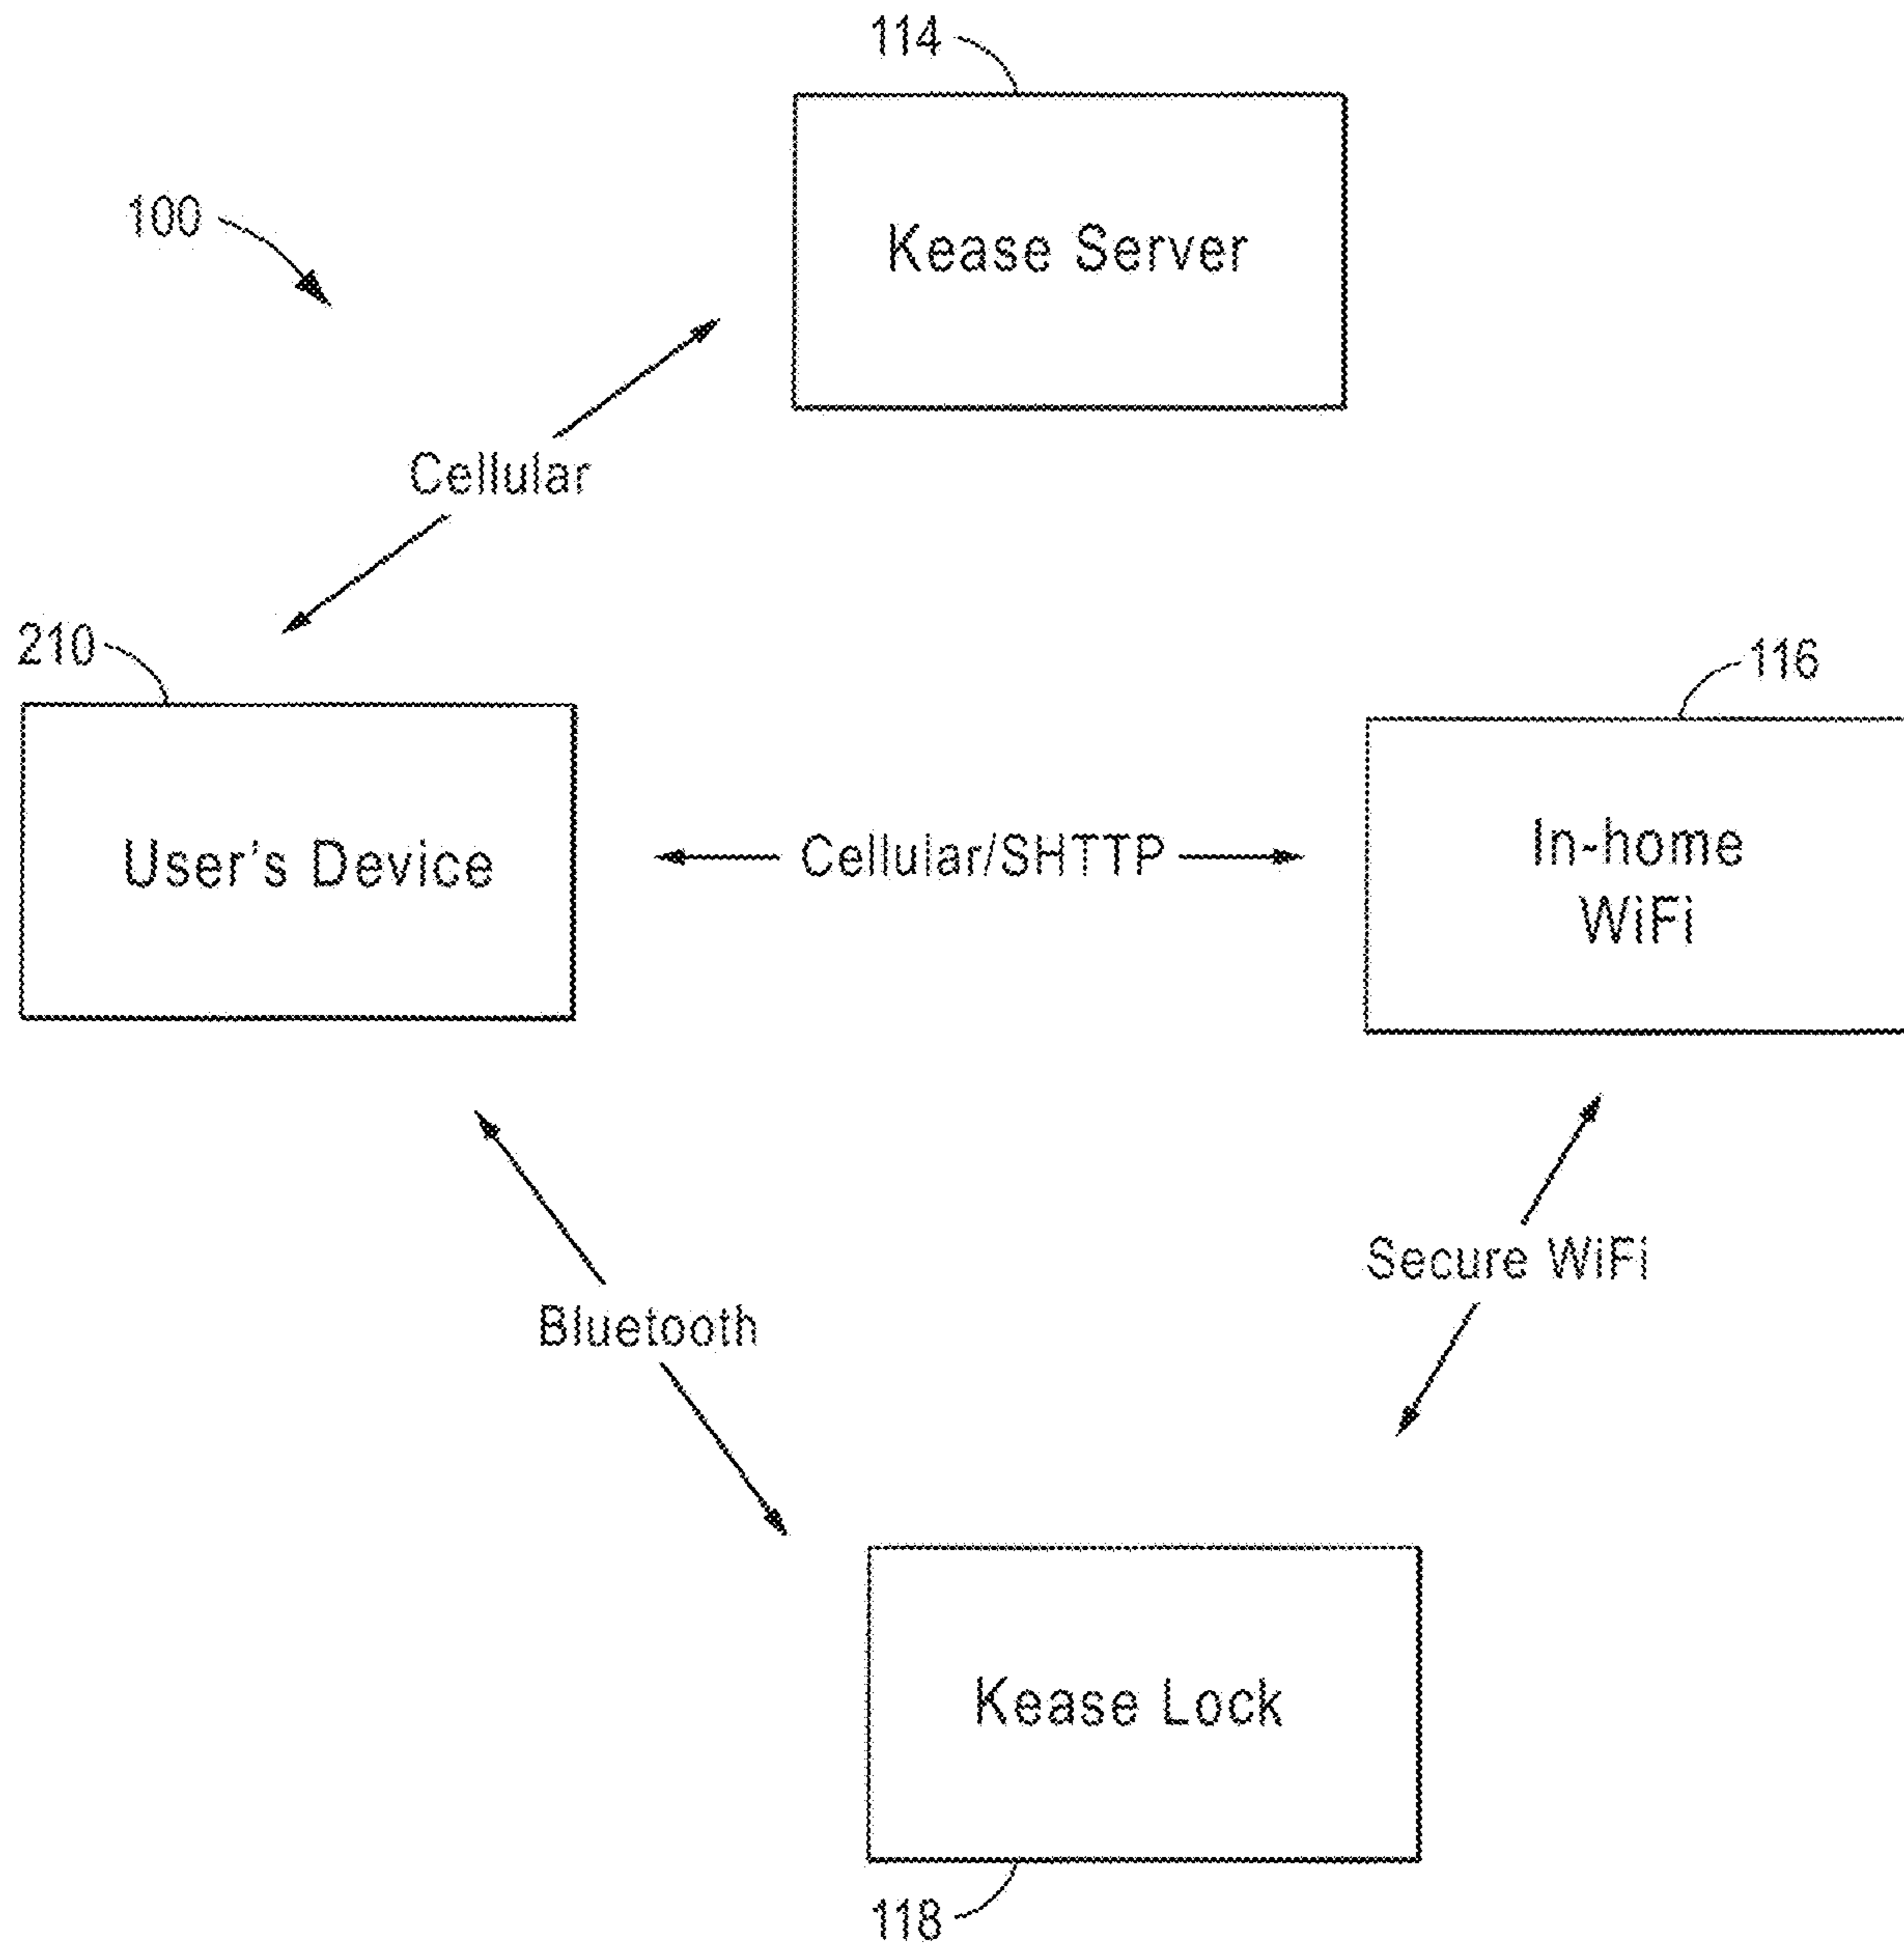 114
100
Kease Server
Cellular
210
116
User's Device
Cellular/SHTTP
In-home
WiFi
Secure WiFi
Bluetooth
Kease Lock
118